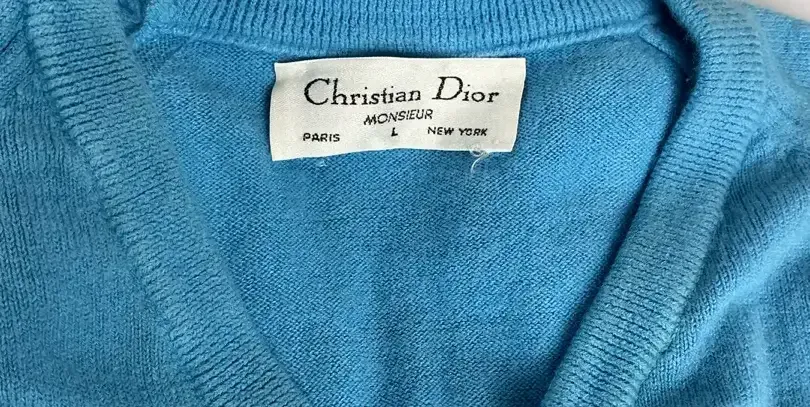 Christian Dior
MONSIEUR
PARIS L NEW YORK